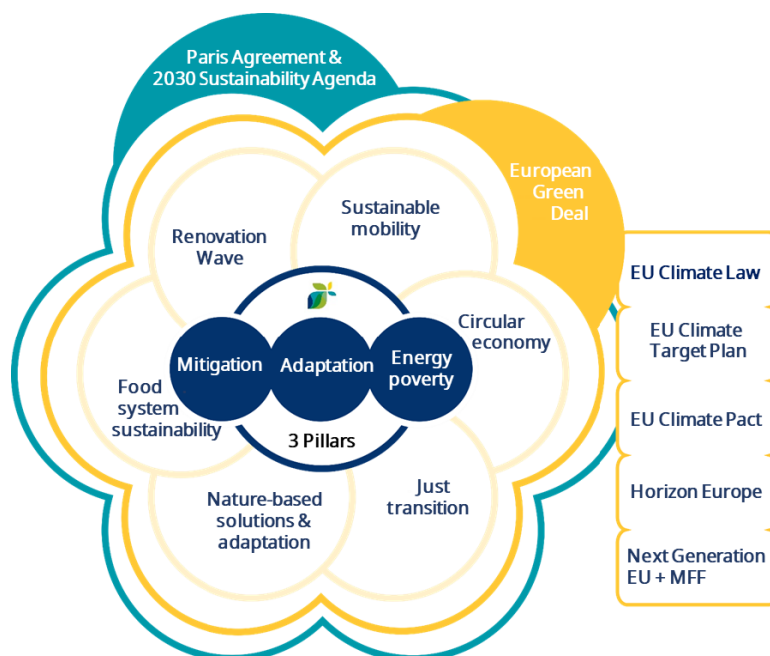 Paris Agreement &
2030 Sustainability Agenda
European
Green
Deal
Sustainable
mobility
Renovation
Wave
EU Climate Law
Circular
economy
EU Climate
Target Plan
Mitigation
Adaptation
Energy
poverty
Food
system
sustainability
3 Pillars
EU Climate Pact
Just
transition
Nature-based
solutions &
adaptation
Horizon Europe
Next Generation
EU + MFF